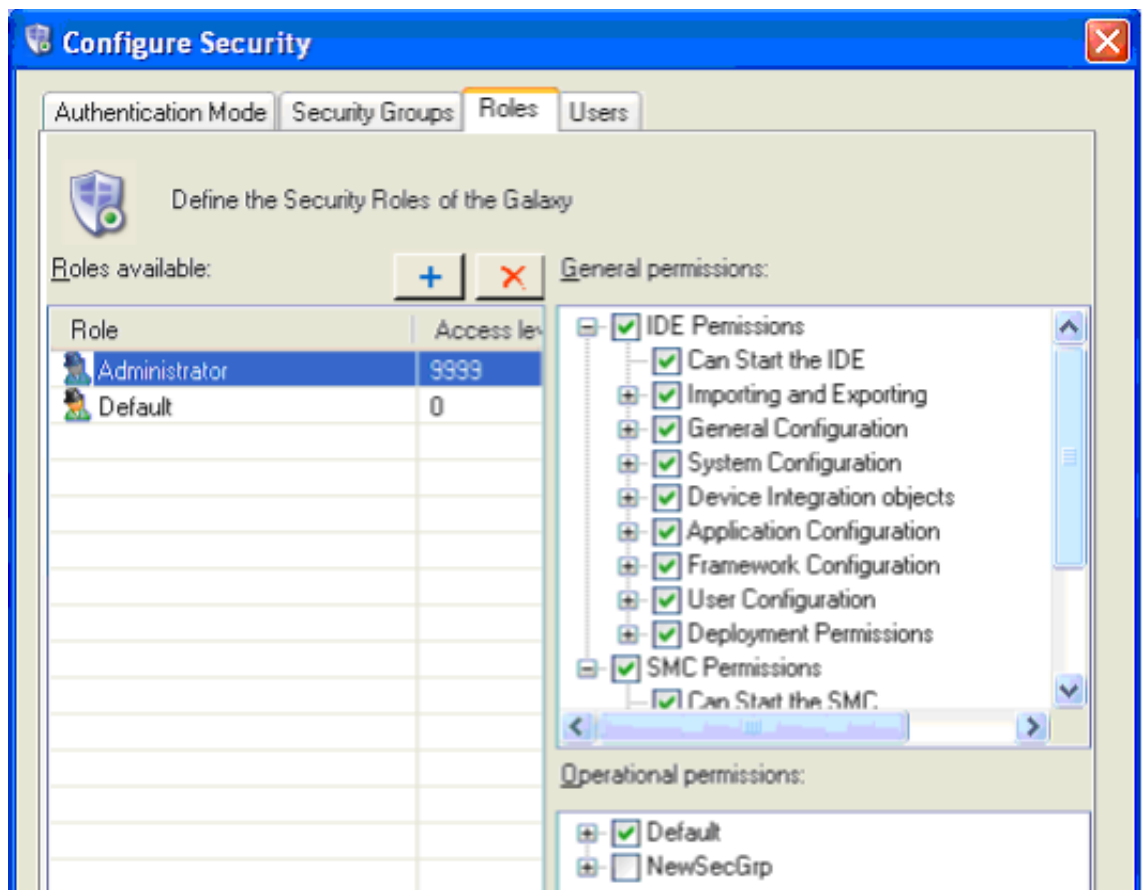 Configure Security
Authentication Mode
Security Groups
Roles
Users
Define the Security Roles of the Galaxy
Roles available:
Role
Access lev
Administrator
9999
Default
0
General permissions:
IDE Pemissions
Can Start the IDE
Importing and Exporting
General Configuration
System Configuration
Device Integration objects
Application Configuration
Framework Configuration
User Configuration
Deployment Permissions
SMC Permissions
Can Start the SMC
Operational permissions:
Default
NewSecGrp